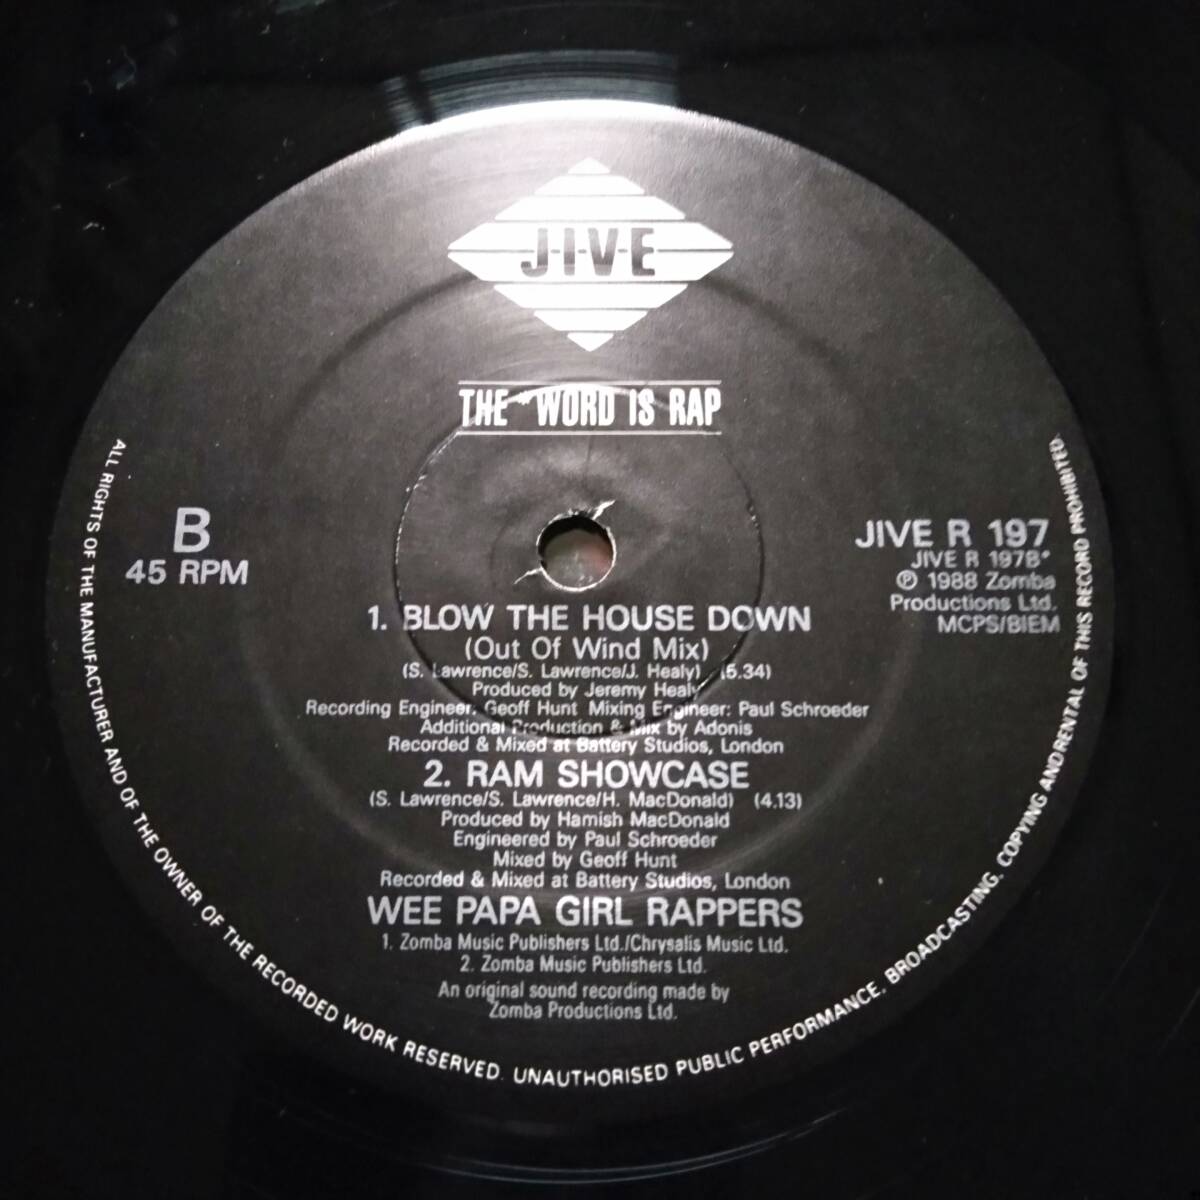 J·I·V·E
THE WORD IS RAP
B
45 RPM
JIVE R 197
JIVE R 197B*
℗ 1988 Zomba
Productions Ltd.
MCPS/BIEM
1. BLOW THE HOUSE DOWN
(Out Of Wind Mix)
(S. Lawrence/S. Lawrence/J. Healy) (5.34)
Produced by Jeremy Healy
Recording Engineer: Geoff Hunt Mixing Engineer: Paul Schroeder
Additional Production & Mix by Adonis
Recorded & Mixed at Battery Studios, London
2. RAM SHOWCASE
(S. Lawrence/S. Lawrence/H. MacDonald) (4.13)
Produced by Hamish MacDonald
Engineered by Paul Schroeder
Mixed by Geoff Hunt
Recorded & Mixed at Battery Studios, London
WEE PAPA GIRL RAPPERS
1. Zomba Music Publishers Ltd./Chrysalis Music Ltd.
2. Zomba Music Publishers Ltd.
An original sound recording made by
Zomba Productions Ltd.
ALL RIGHTS OF THE MANUFACTURER AND OF THE OWNER OF THE RECORDED WORK RESERVED. UNAUTHORISED PUBLIC PERFORMANCE, BROADCASTING, COPYING AND RENTAL OF THIS RECORD PROHIBITED.